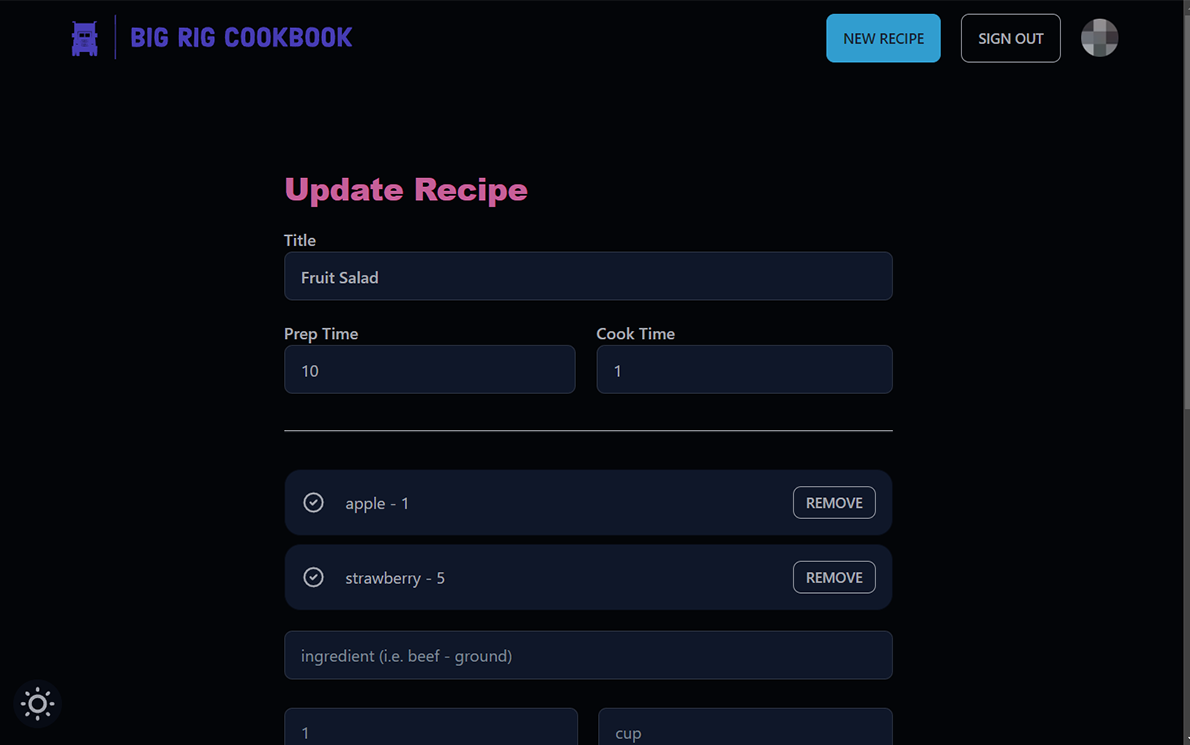 BIG RIG COOKBOOK
NEW RECIPE
SIGN OUT
Update Recipe
Title
Fruit Salad
Prep Time
Cook Time
10
1
apple - 1
REMOVE
strawberry - 5
REMOVE
ingredient (i.e. beef - ground)
1
cup